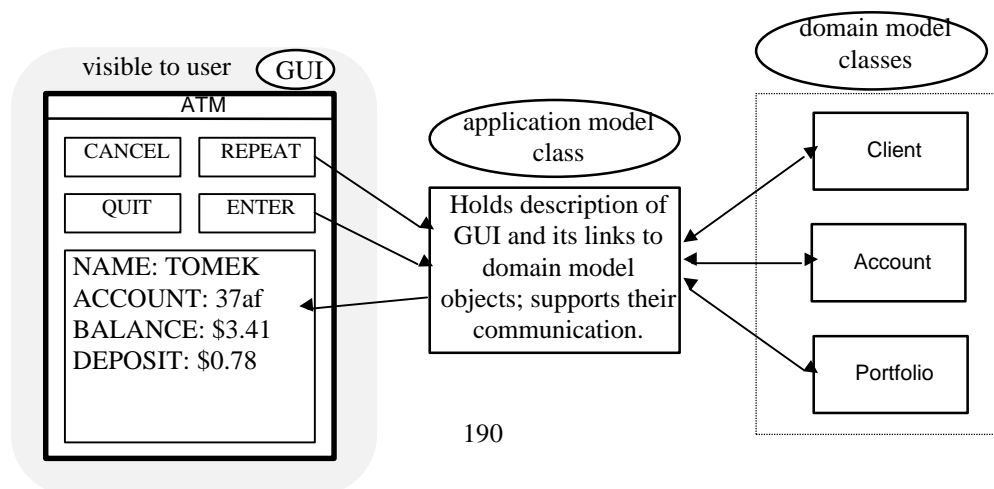 visible to user
GUI
ATM
CANCEL
REPEAT
QUIT
ENTER
NAME: TOMEK
ACCOUNT: 37af
BALANCE: $3.41
DEPOSIT: $0.78
application model
class
Holds description of
GUI and its links to
domain model
objects; supports their
communication.
domain model
classes
Client
Account
Portfolio
190